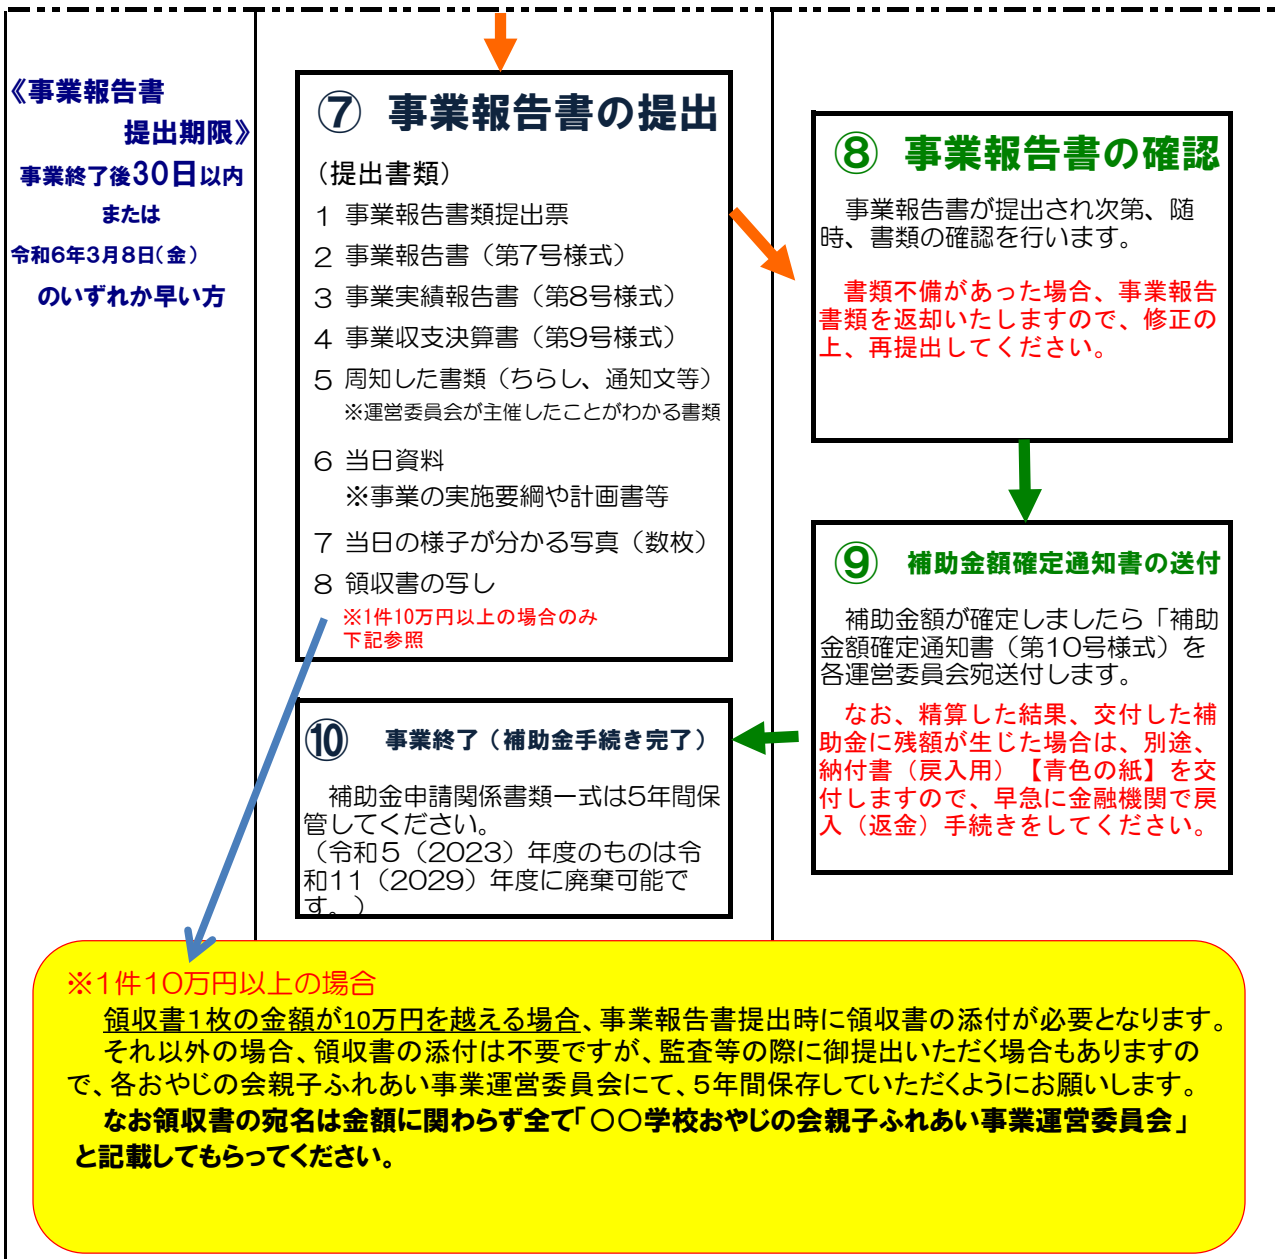 《事業報告書
提出期限》
事業終了後30日以内
または
令和6年3月8日(金)
のいずれか早い方
⑦ 事業報告書の提出
（提出書類）
1 事業報告書類提出票
2 事業報告書（第7号様式）
3 事業実績報告書（第8号様式）
4 事業収支決算書（第9号様式）
5 周知した書類（ちらし、通知文等）
※運営委員会が主催したことがわかる書類
6 当日資料
※事業の実施要綱や計画書等
7 当日の様子が分かる写真（数枚）
8 領収書の写し
※1件10万円以上の場合のみ
下記参照
⑧ 事業報告書の確認
事業報告書が提出され次第、随
時、書類の確認を行います。
書類不備があった場合、事業報告
書類を返却いたしますので、修正の
上、再提出してください。
⑨ 補助金額確定通知書の送付
補助金額が確定しましたら「補助
金額確定通知書（第10号様式）を
各運営委員会宛送付します。
なお、精算した結果、交付した補
助金に残額が生じた場合は、別途、
納付書（戻入用）【青色の紙】を交
付しますので、早急に金融機関で戻
入（返金）手続きをしてください。
⑩ 事業終了（補助金手続き完了）
補助金申請関係書類一式は5年間保
管してください。
（令和５（2023）年度のものは令
和11（2029）年度に廃棄可能で
す。）
※1件10万円以上の場合
領収書１枚の金額が10万円を越える場合、事業報告書提出時に領収書の添付が必要となります。
それ以外の場合、領収書の添付は不要ですが、監査等の際に御提出いただく場合もありますの
で、各おやじの会親子ふれあい事業運営委員会にて、５年間保存していただくようにお願いします。
なお領収書の宛名は金額に関わらず全て「○○学校おやじの会親子ふれあい事業運営委員会」
と記載してもらってください。